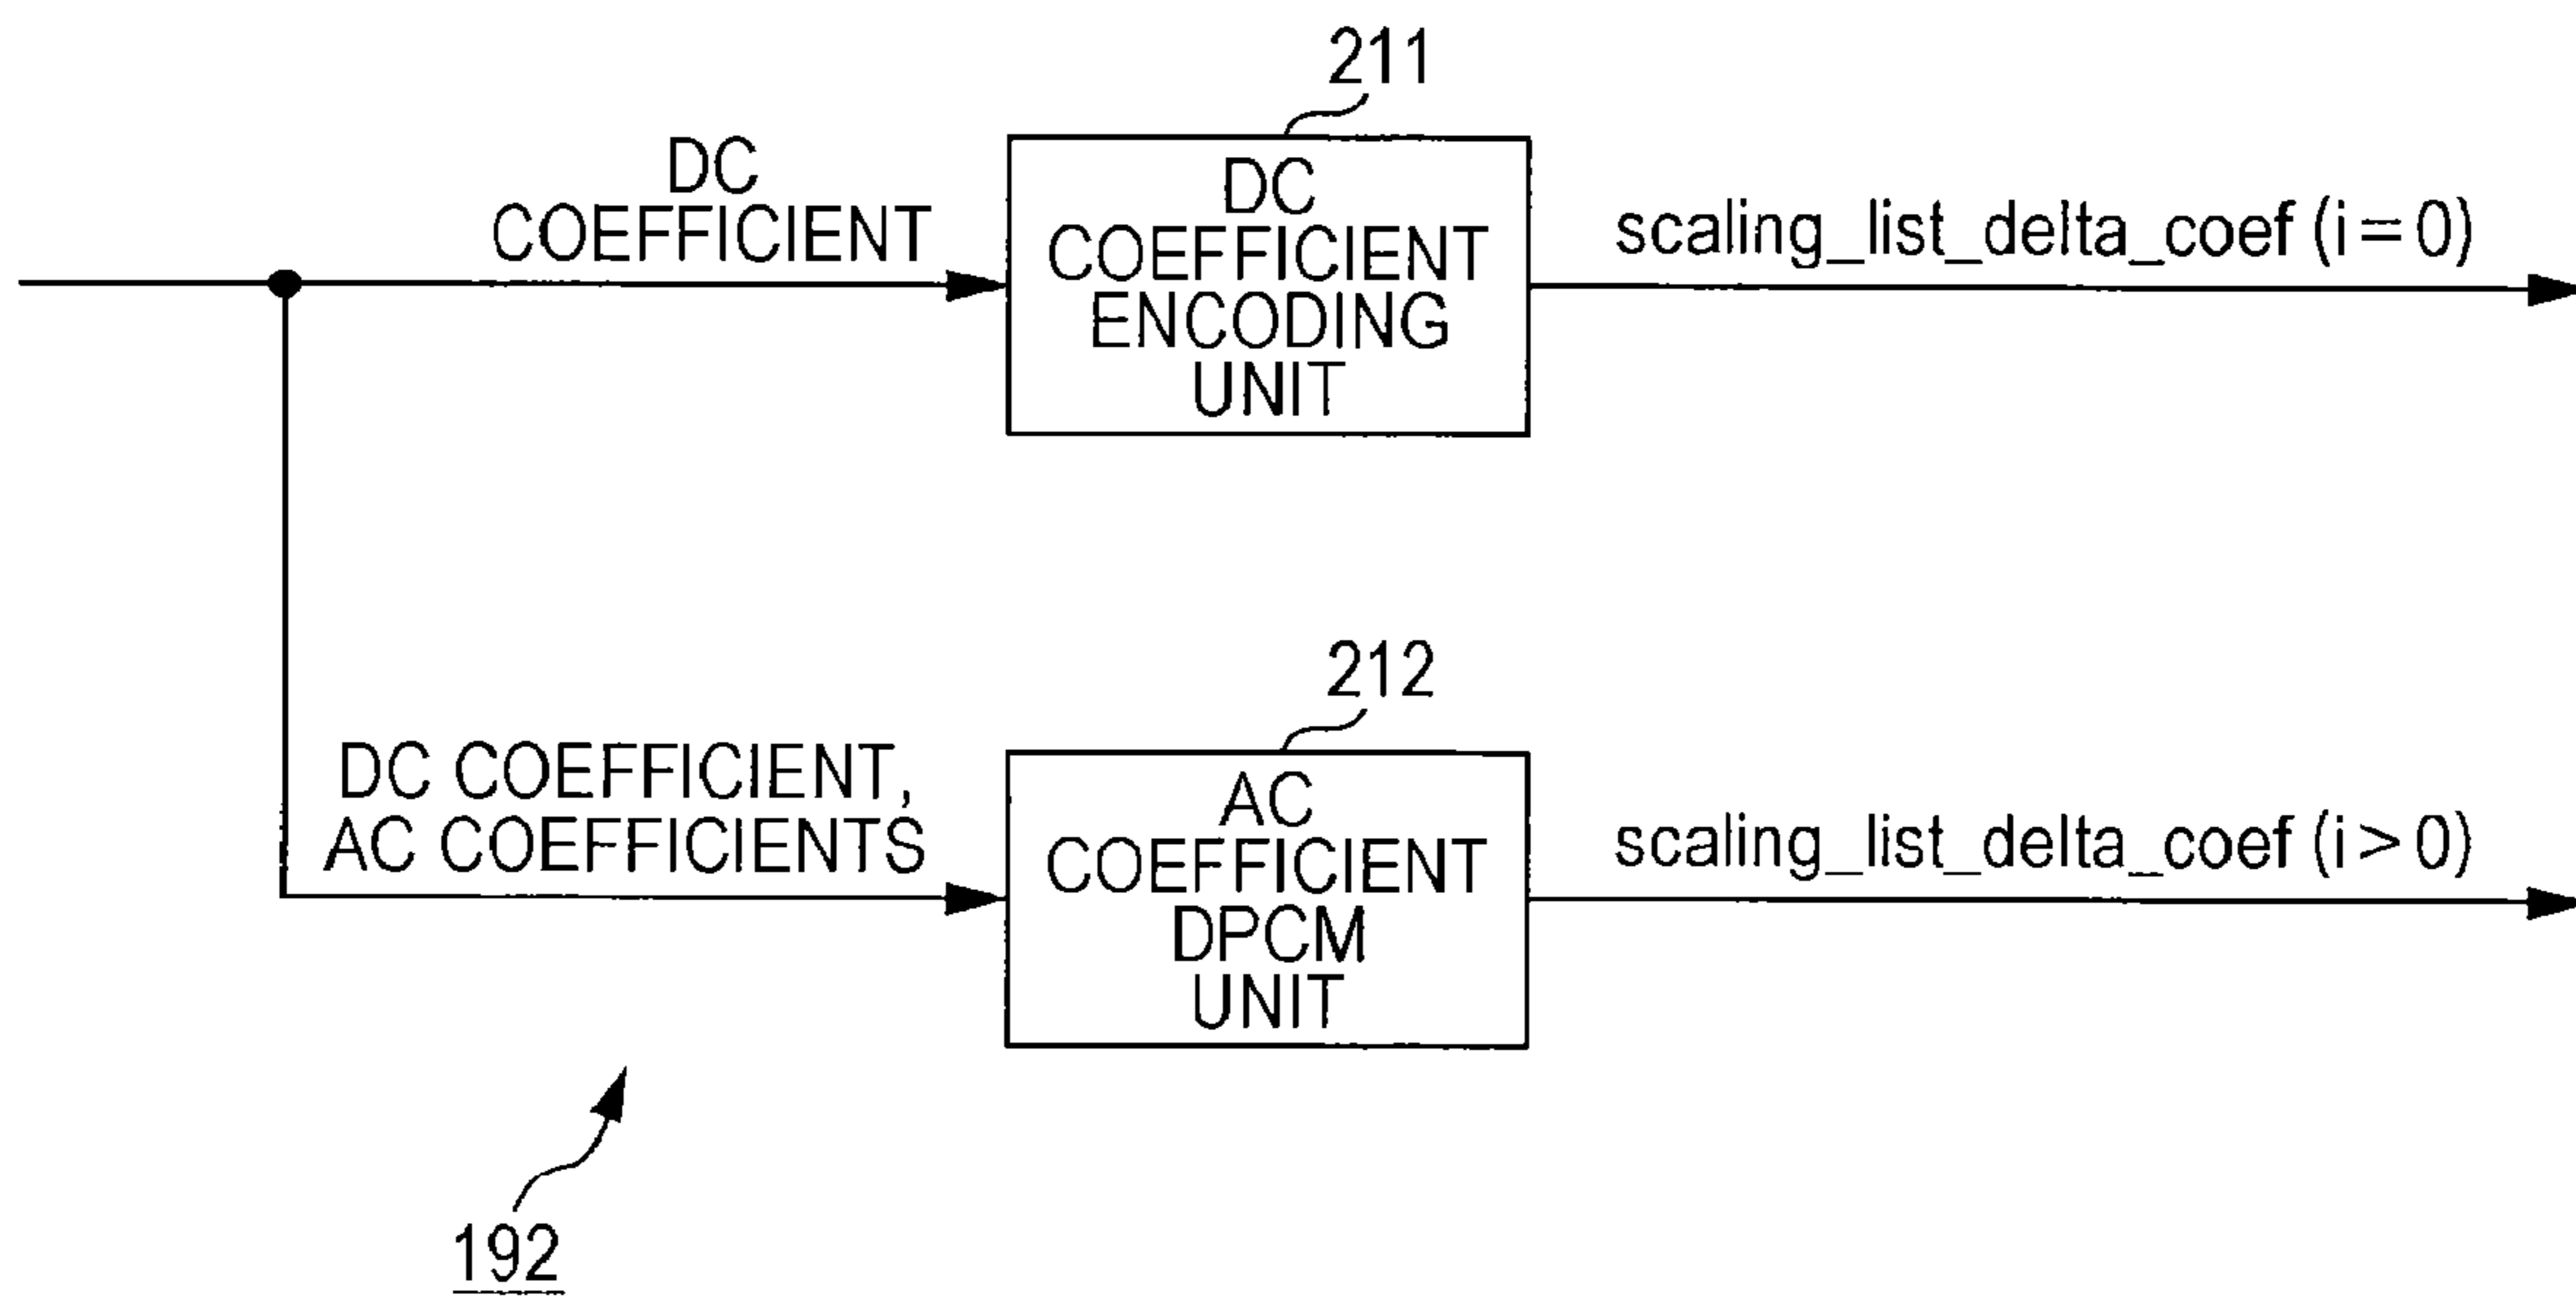 211
DC
COEFFICIENT
DC
COEFFICIENT
ENCODING
UNIT
scaling_list_delta_coef (i = 0)
212
DC COEFFICIENT,
AC COEFFICIENTS
AC
COEFFICIENT
DPCM
UNIT
scaling_list_delta_coef (i > 0)
192